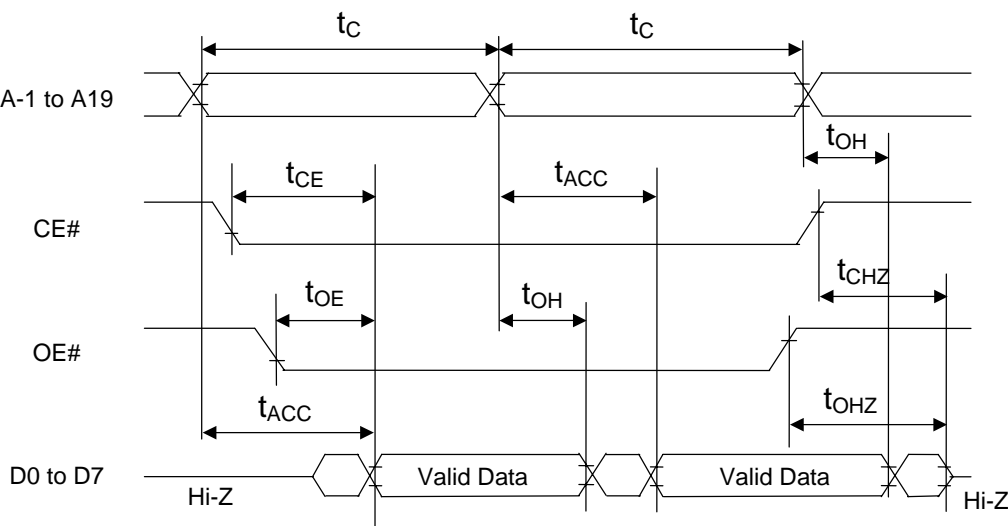 tC tC
A-1 to A19
tOH
tCE tACC
CE#
tCHZ
tOE tOH
OE#
tOHZ
tACC
D0 to D7 Valid Data Valid Data
Hi-Z Hi-Z